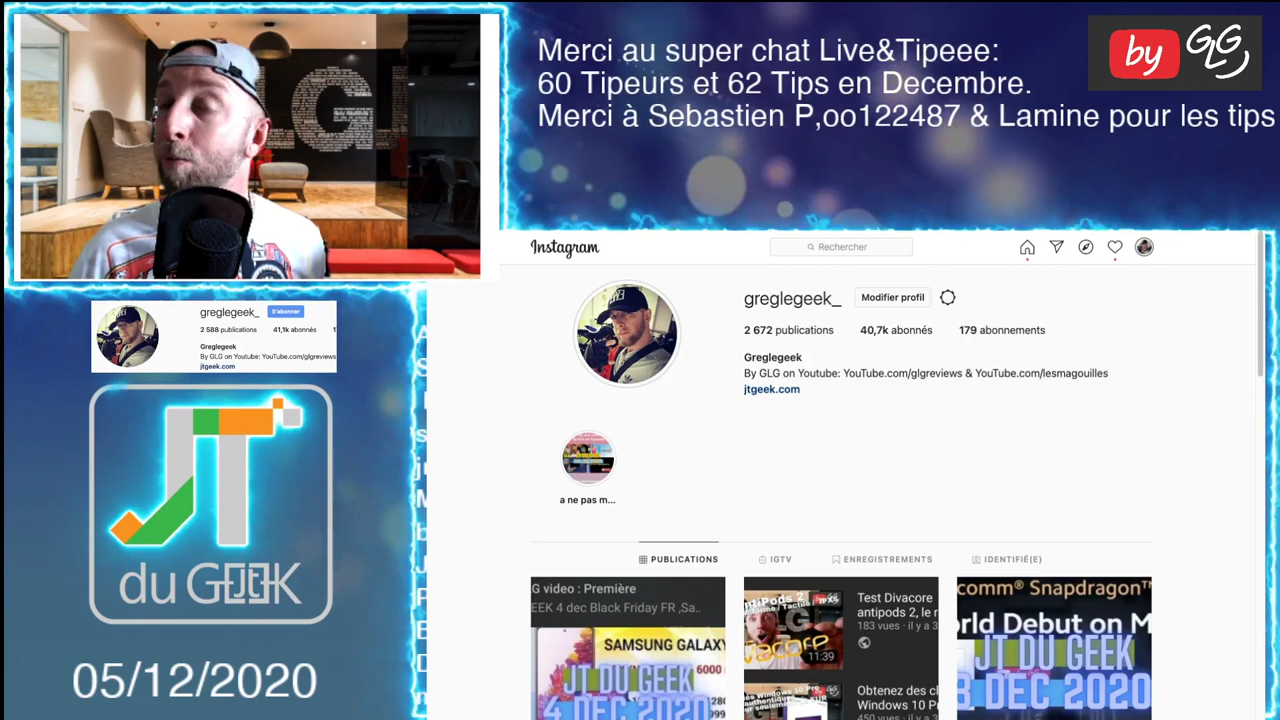 Merci au super chat Live&Tipeee:
60 Tipeurs et 62 Tips en Decembre.
Merci à Sebastien P,oo122487 & Lamine pour les tips
by GLG
Instagram
Rechercher
greglegeek_ Modifier profil
2 672 publications 40,7k abonnés 179 abonnements
Greglegeek
By GLG on Youtube: YouTube.com/glgreviews & YouTube.com/lesmagouilles
jtgeek.com
a ne pas m...
PUBLICATIONS IGTV ENREGISTREMENTS IDENTIFIÉ(E)
greglegeek_ S'abonner
2 588 publications 41,1k abonnés
Greglegeek
By GLG on Youtube: YouTube.com/glgreviews
jtgeek.com
JT
du GEEK
05/12/2020
G video : Première
EEK 4 dec Black Friday FR ,Sa..
SAMSUNG GALAXY
6000
JT DU GEEK
4 DEC 2020
Test Divacore
antipods 2, le r
183 vues · il y a 3
11:39
Obtenez des cl
Windows 10 Pr
450 vues · il y
comm® Snapdragon™
orld Debut on M
JT DU GEEK
3 DEC 2020